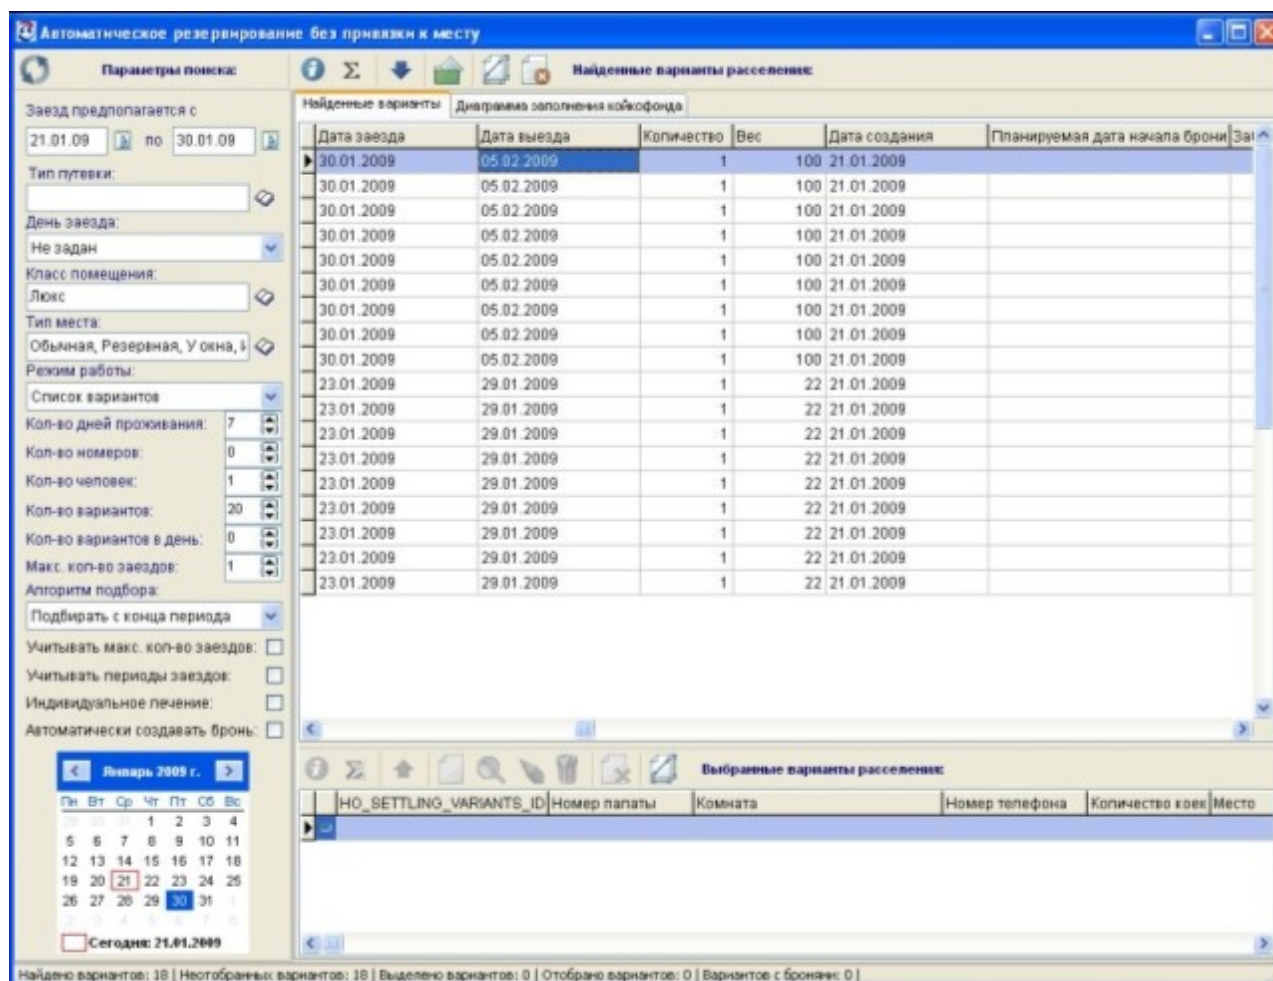 Автоматическое резервирование без привязки к месту
Параметры поиска:
Найденные варианты расселения:
Заезд предполагается с
21.01.09 по 30.01.09
Тип путевки:
День заезда:
Не задан
Класс помещения:
Люкс
Тип места:
Обычная, Резервная, У окна,
Режим работы:
Список вариантов
Кол-во дней проживания: 7
Кол-во номеров: 0
Кол-во человек: 1
Кол-во вариантов: 20
Кол-во вариантов в день: 0
Макс. кол-во заездов: 1
Алгоритм подбора:
Подбирать с конца периода
Учитывать макс. кол-во заездов:
Учитывать периоды заездов:
Индивидуальное лечение:
Автоматически создавать бронь:
Январь 2009 г.
Пн Вт Ср Чт Пт Сб Вс
29 30 31 1 2 3 4
5 6 7 8 9 10 11
12 13 14 15 16 17 18
19 20 21 22 23 24 25
26 27 28 29 30 31 1
2 3 4 5 6 7 8
Сегодня: 21.01.2009
Найденные варианты Диаграмма заполнения койкофонда
Дата заезда Дата выезда Количество Вес Дата создания Планируемая дата начала брони
30.01.2009 05.02.2009 1 100 21.01.2009
30.01.2009 05.02.2009 1 100 21.01.2009
30.01.2009 05.02.2009 1 100 21.01.2009
30.01.2009 05.02.2009 1 100 21.01.2009
30.01.2009 05.02.2009 1 100 21.01.2009
30.01.2009 05.02.2009 1 100 21.01.2009
30.01.2009 05.02.2009 1 100 21.01.2009
30.01.2009 05.02.2009 1 100 21.01.2009
30.01.2009 05.02.2009 1 100 21.01.2009
23.01.2009 29.01.2009 1 22 21.01.2009
23.01.2009 29.01.2009 1 22 21.01.2009
23.01.2009 29.01.2009 1 22 21.01.2009
23.01.2009 29.01.2009 1 22 21.01.2009
23.01.2009 29.01.2009 1 22 21.01.2009
23.01.2009 29.01.2009 1 22 21.01.2009
23.01.2009 29.01.2009 1 22 21.01.2009
23.01.2009 29.01.2009 1 22 21.01.2009
23.01.2009 29.01.2009 1 22 21.01.2009
Выбранные варианты расселения:
HO_SETTLING_VARIANTS_ID Номер палаты Комната Номер телефона Количество коек Место
Найдено вариантов: 18 | Неотобранных вариантов: 18 | Выделено вариантов: 0 | Отобрано вариантов: 0 | Вариантов с бронями: 0 |